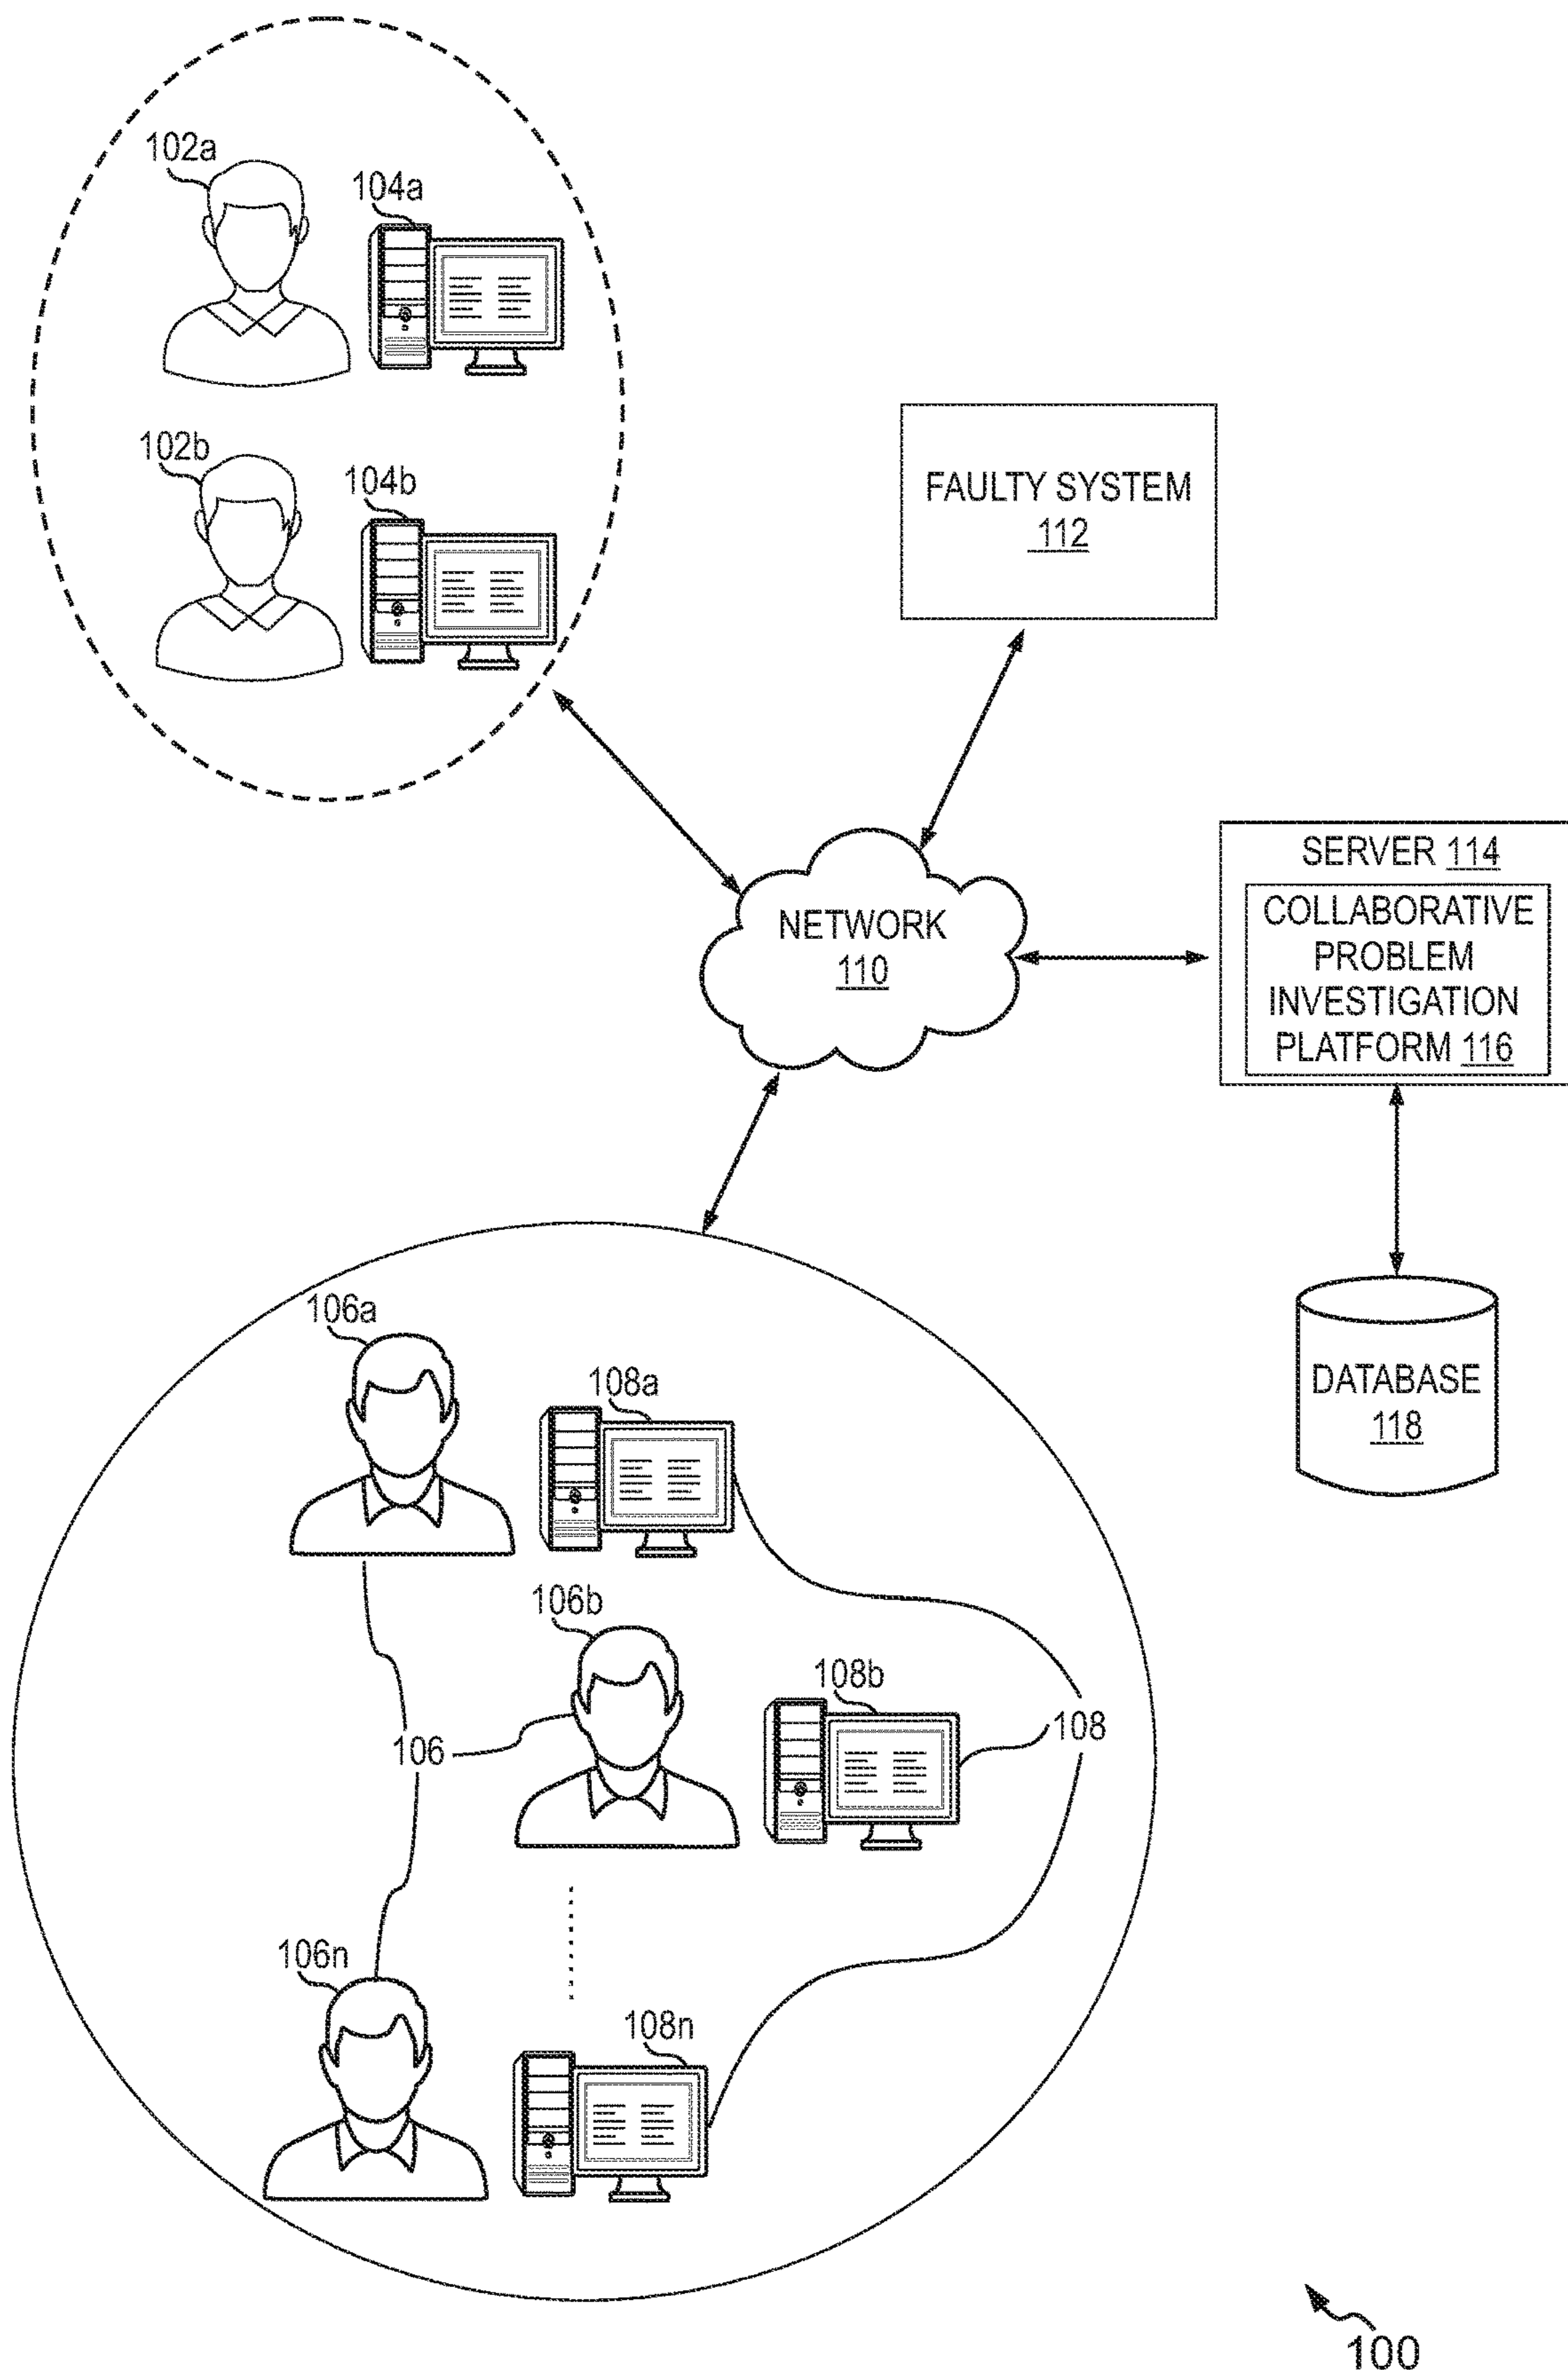 102a
104a
102b
104b
FAULTY SYSTEM
112
NETWORK
110
SERVER 114
COLLABORATIVE
PROBLEM
INVESTIGATION
PLATFORM 116
DATABASE
118
106a
108a
106b
108b
106
108
106n
108n
100